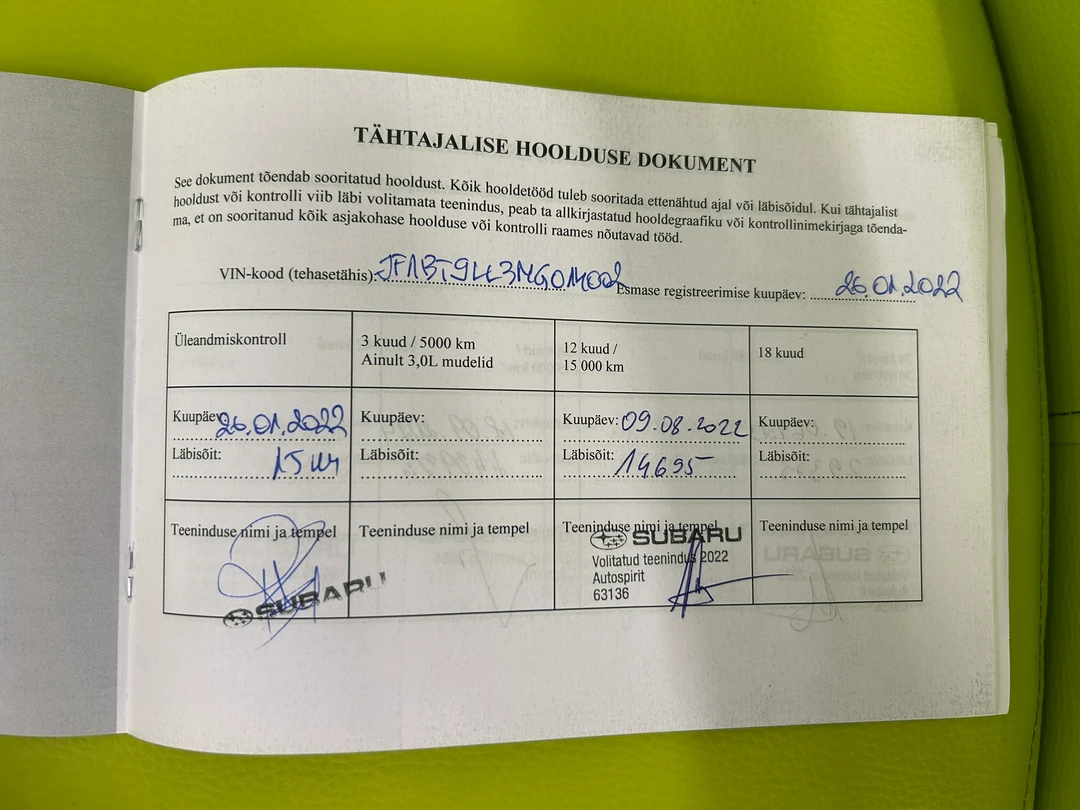 TÄHTAJALISE HOOLDUSE DOKUMENT
See dokument tõendab sooritatud hooldust. Kõik hooldetööd tuleb sooritada ettenähtud ajal või läbisõidul. Kui tähtajalist
hooldust või kontrolli viib läbi volitamata teenindus, peab ta allkirjastatud hooldegraafiku või kontrollinimekirjaga tõenda-
ma, et on sooritanud kõik asjakohase hoolduse või kontrolli raames nõutavad tööd.
VIN-kood (tehasetähis): Esmase registreerimise kuupäev: 26.01.2022
Üleandmiskontroll
3 kuud / 5000 km
Ainult 3,0L mudelid
12 kuud /
15 000 km
18 kuud
Kuupäev 26.01.2022
Kuupäev:
Kuupäev: 09.08.2022
Kuupäev:
Läbisõit: 15 km
Läbisõit:
Läbisõit: 14695
Läbisõit:
Teeninduse nimi ja tempel
SUBARU
Teeninduse nimi ja tempel
Teeninduse nimi ja tempel
SUBARU
Volitatud teenindus 2022
Autospirit
63136
Teeninduse nimi ja tempel